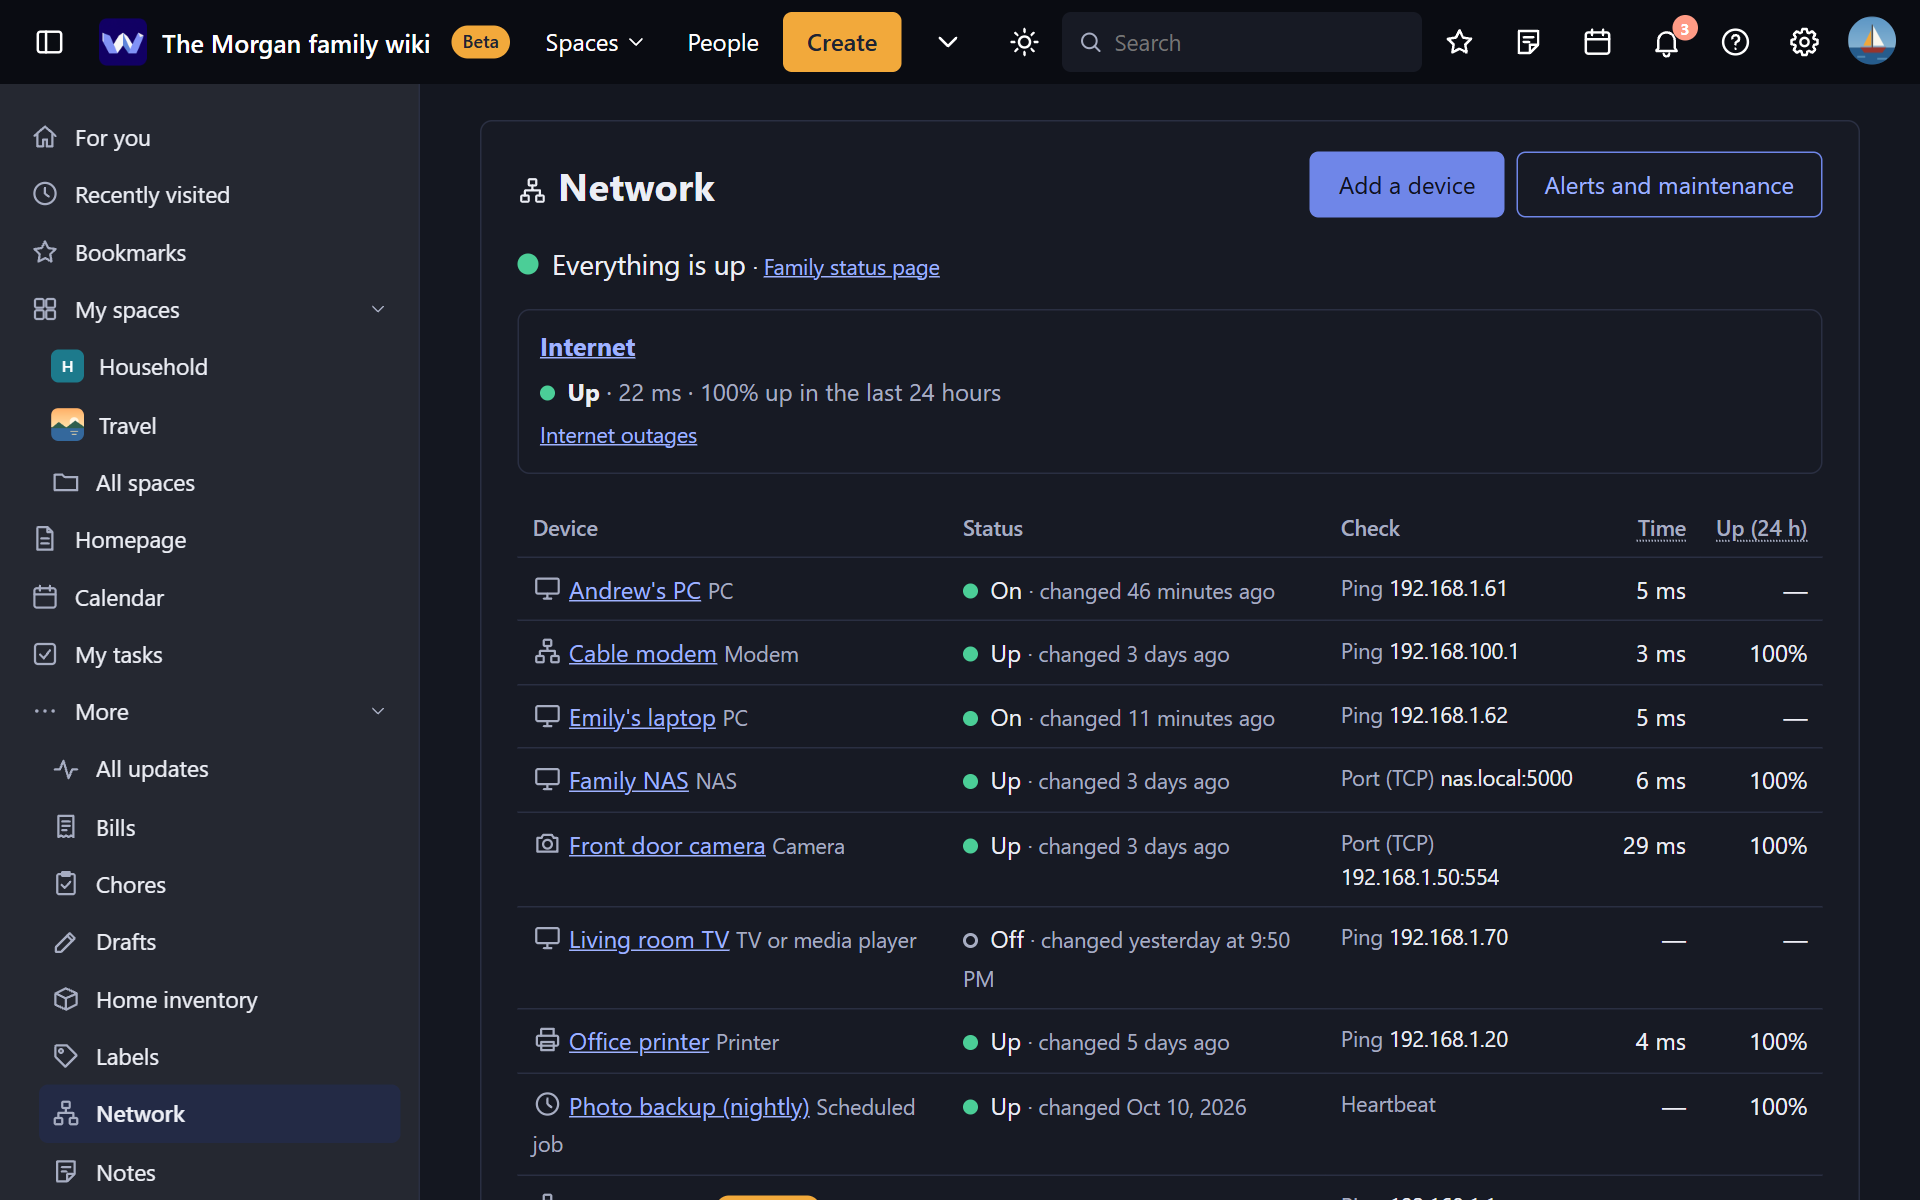 The Morgan family wiki Beta Spaces People Create Search 3
For you
Recently visited
Bookmarks
My spaces
H Household
Travel
All spaces
Homepage
Calendar
My tasks
More
All updates
Bills
Chores
Drafts
Home inventory
Labels
Network
Notes
Network Add a device Alerts and maintenance
Everything is up · Family status page
Internet
Up · 22 ms · 100% up in the last 24 hours
Internet outages
Device Status Check Time Up (24 h)
Andrew's PC PC On · changed 46 minutes ago Ping 192.168.1.61 5 ms —
Cable modem Modem Up · changed 3 days ago Ping 192.168.100.1 3 ms 100%
Emily's laptop PC On · changed 11 minutes ago Ping 192.168.1.62 5 ms —
Family NAS NAS Up · changed 3 days ago Port (TCP) nas.local:5000 6 ms 100%
Front door camera Camera Up · changed 3 days ago Port (TCP) 29 ms 100%
192.168.1.50:554
Living room TV TV or media player Off · changed yesterday at 9:50 Ping 192.168.1.70 — —
PM
Office printer Printer Up · changed 5 days ago Ping 192.168.1.20 4 ms 100%
Photo backup (nightly) Scheduled Up · changed Oct 10, 2026 Heartbeat — 100%
job